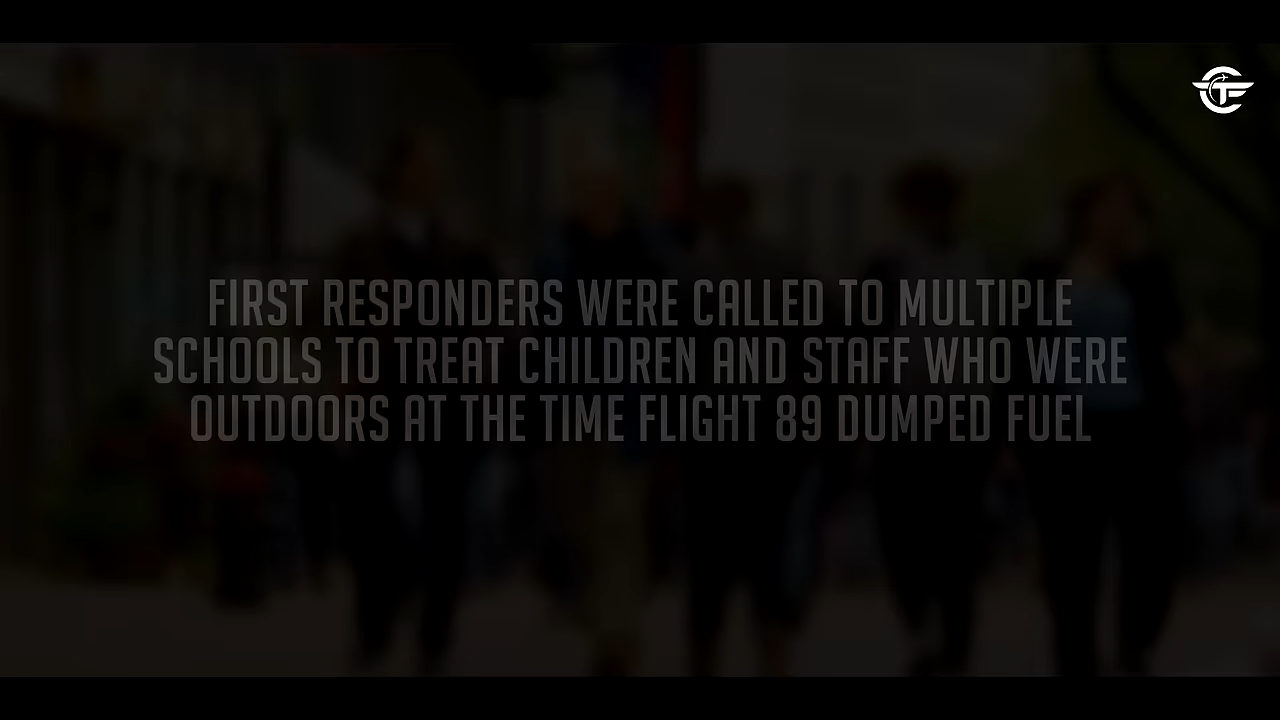 FIRST RESPONDERS WERE CALLED TO MULTIPLE
SCHOOLS TO TREAT CHILDREN AND STAFF WHO WERE
OUTDOORS AT THE TIME FLIGHT 89 DUMPED FUEL